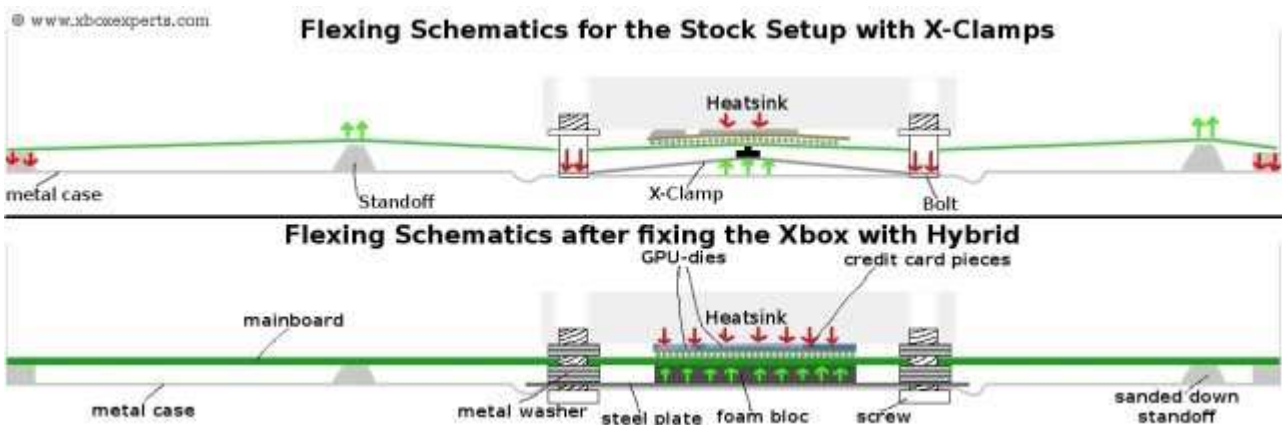 © www.xboxexperts.com
Flexing Schematics for the Stock Setup with X-Clamps
Heatsink
metal case
Standoff
X-Clamp
Bolt
Flexing Schematics after fixing the Xbox with Hybrid
GPU-dies
credit card pieces
Heatsink
mainboard
metal case
metal washer
steel plate
foam bloc
screw
sanded down
standoff